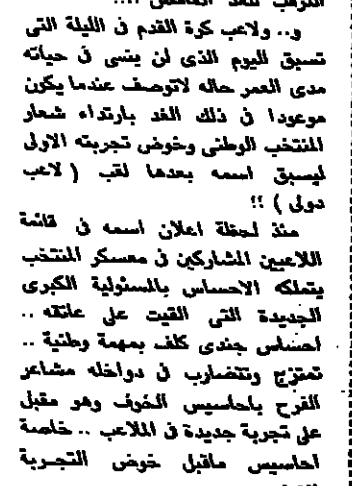 الترقب للغد الغامض ....
و.. ولاعب كرة القدم فى الليلة التى
تسبق لليوم الذى لن ينسى فى حياته
مدى العمر حاله لاتوصف عندما يكون
موعودا فى ذلك الغد بارتداء شعار
المنتخب الوطنى وخوض تجربته الاولى
ليسبق اسمه بعدها لقب ( لاعب
دولى ) !!
منذ لحظة اعلان اسمه فى قائمة
اللاعبين المشاركين فى معسكر المنتخب
يتملكه الاحساس بالمسئولية الكبرى
الجديدة التى القيت على عاتقه ..
احساس جندى كلف بمهمة وطنية ..
تمتزج وتتضارب فى دواخله مشاعر
الفرح باحاسيس الخوف وهو مقبل
على تجربة جديدة فى الملاعب .. خاصة
احاسيس ماقبل خوض التجربة